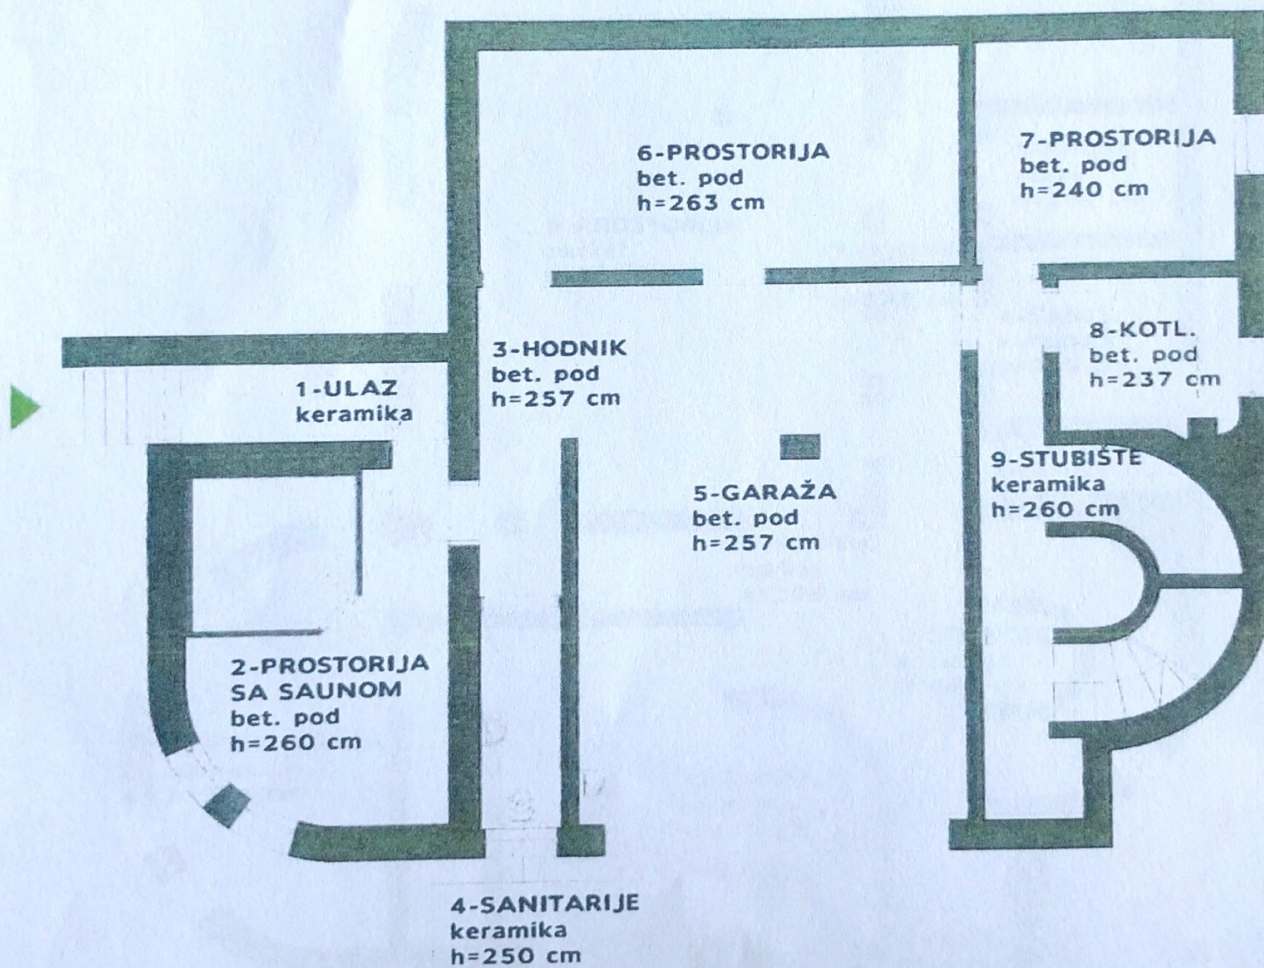 6-PROSTORIJA
bet. pod
h=263 cm
7-PROSTORIJA
bet. pod
h=240 cm
3-HODNIK
bet. pod
h=257 cm
8-KOTL.
bet. pod
h=237 cm
1-ULAZ
keramika
9-STUBIŠTE
keramika
h=260 cm
5-GARAŽA
bet. pod
h=257 cm
2-PROSTORIJA
SA SAUNOM
bet. pod
h=260 cm
4-SANITARIJE
keramika
h=250 cm